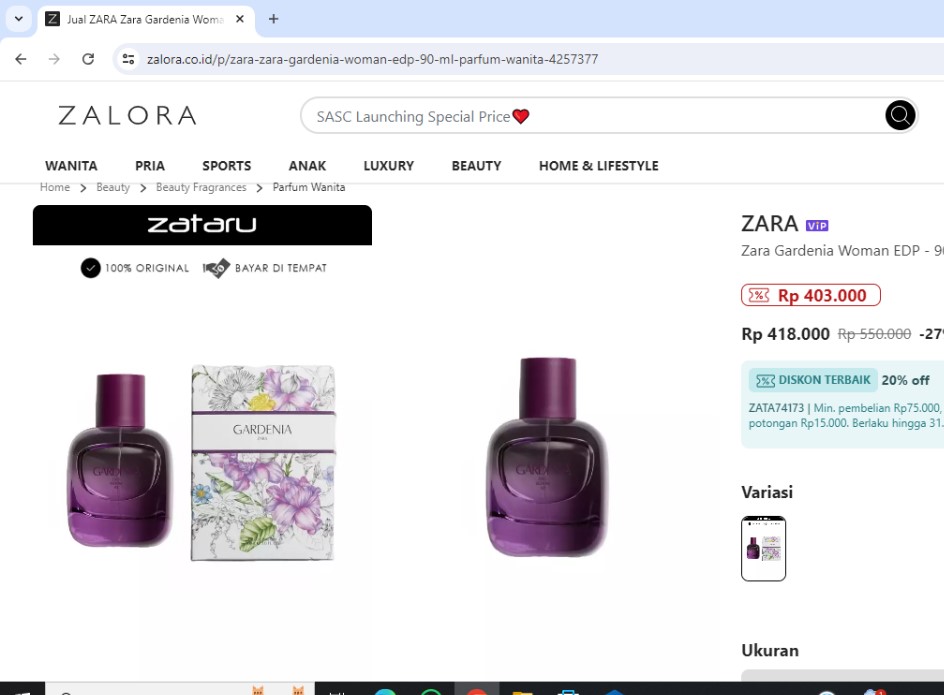 Jual ZARA Zara Gardenia Woma
zalora.co.id/p/zara-zara-gardenia-woman-edp-90-ml-parfum-wanita-4257377
ZALORA
SASC Launching Special Price❤️
WANITA PRIA SPORTS ANAK LUXURY BEAUTY HOME & LIFESTYLE
Home > Beauty > Beauty Fragrances > Parfum Wanita
zataru
100% ORIGINAL BAYAR DI TEMPAT
GARDENIA
ZARA
GARDENIA
GARDENIA
ZARA VIP
Zara Gardenia Woman EDP - 90
Rp 403.000
Rp 418.000 Rp 550.000 -27%
DISKON TERBAIK 20% off
ZATA74173 | Min. pembelian Rp75.000,
potongan Rp15.000. Berlaku hingga 31.
Variasi
Ukuran